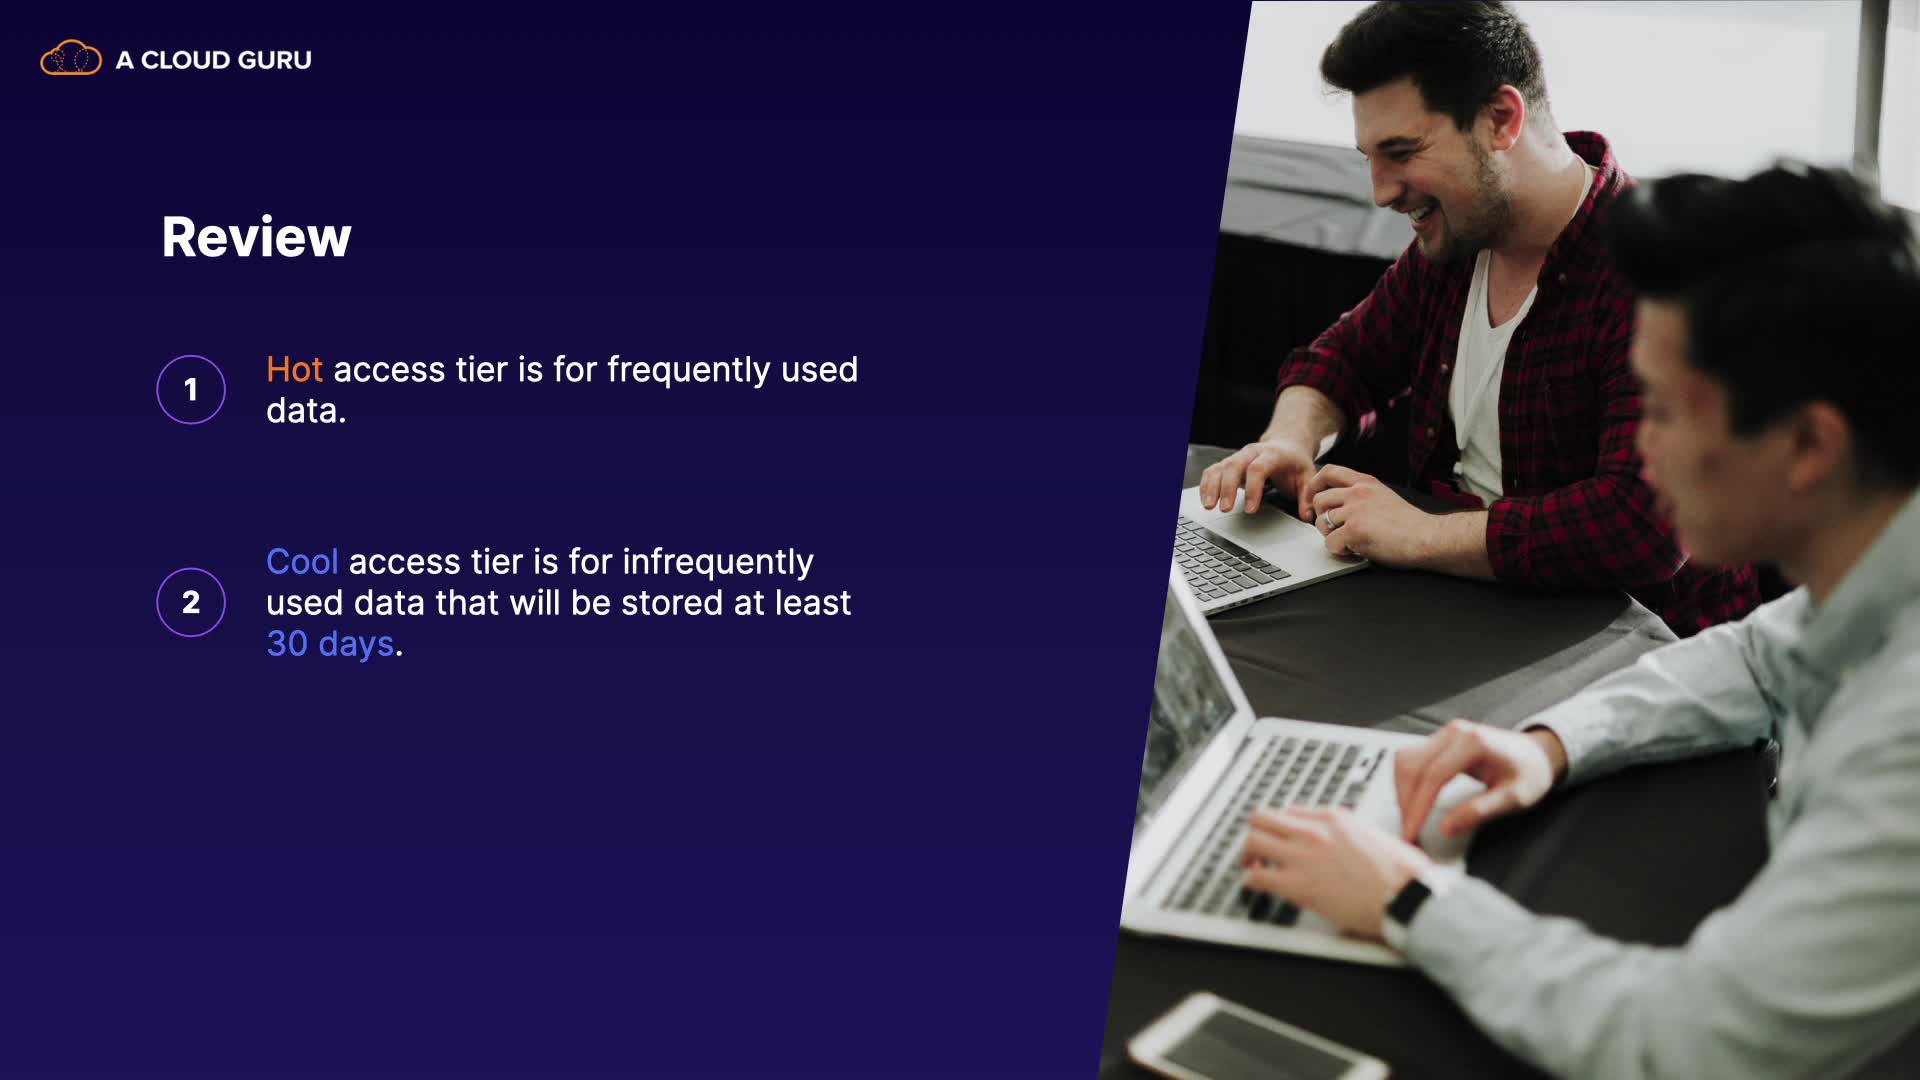 A CLOUD GURU
Review
1
Hot access tier is for frequently used
data.
2
Cool access tier is for infrequently
used data that will be stored at least
30 days.